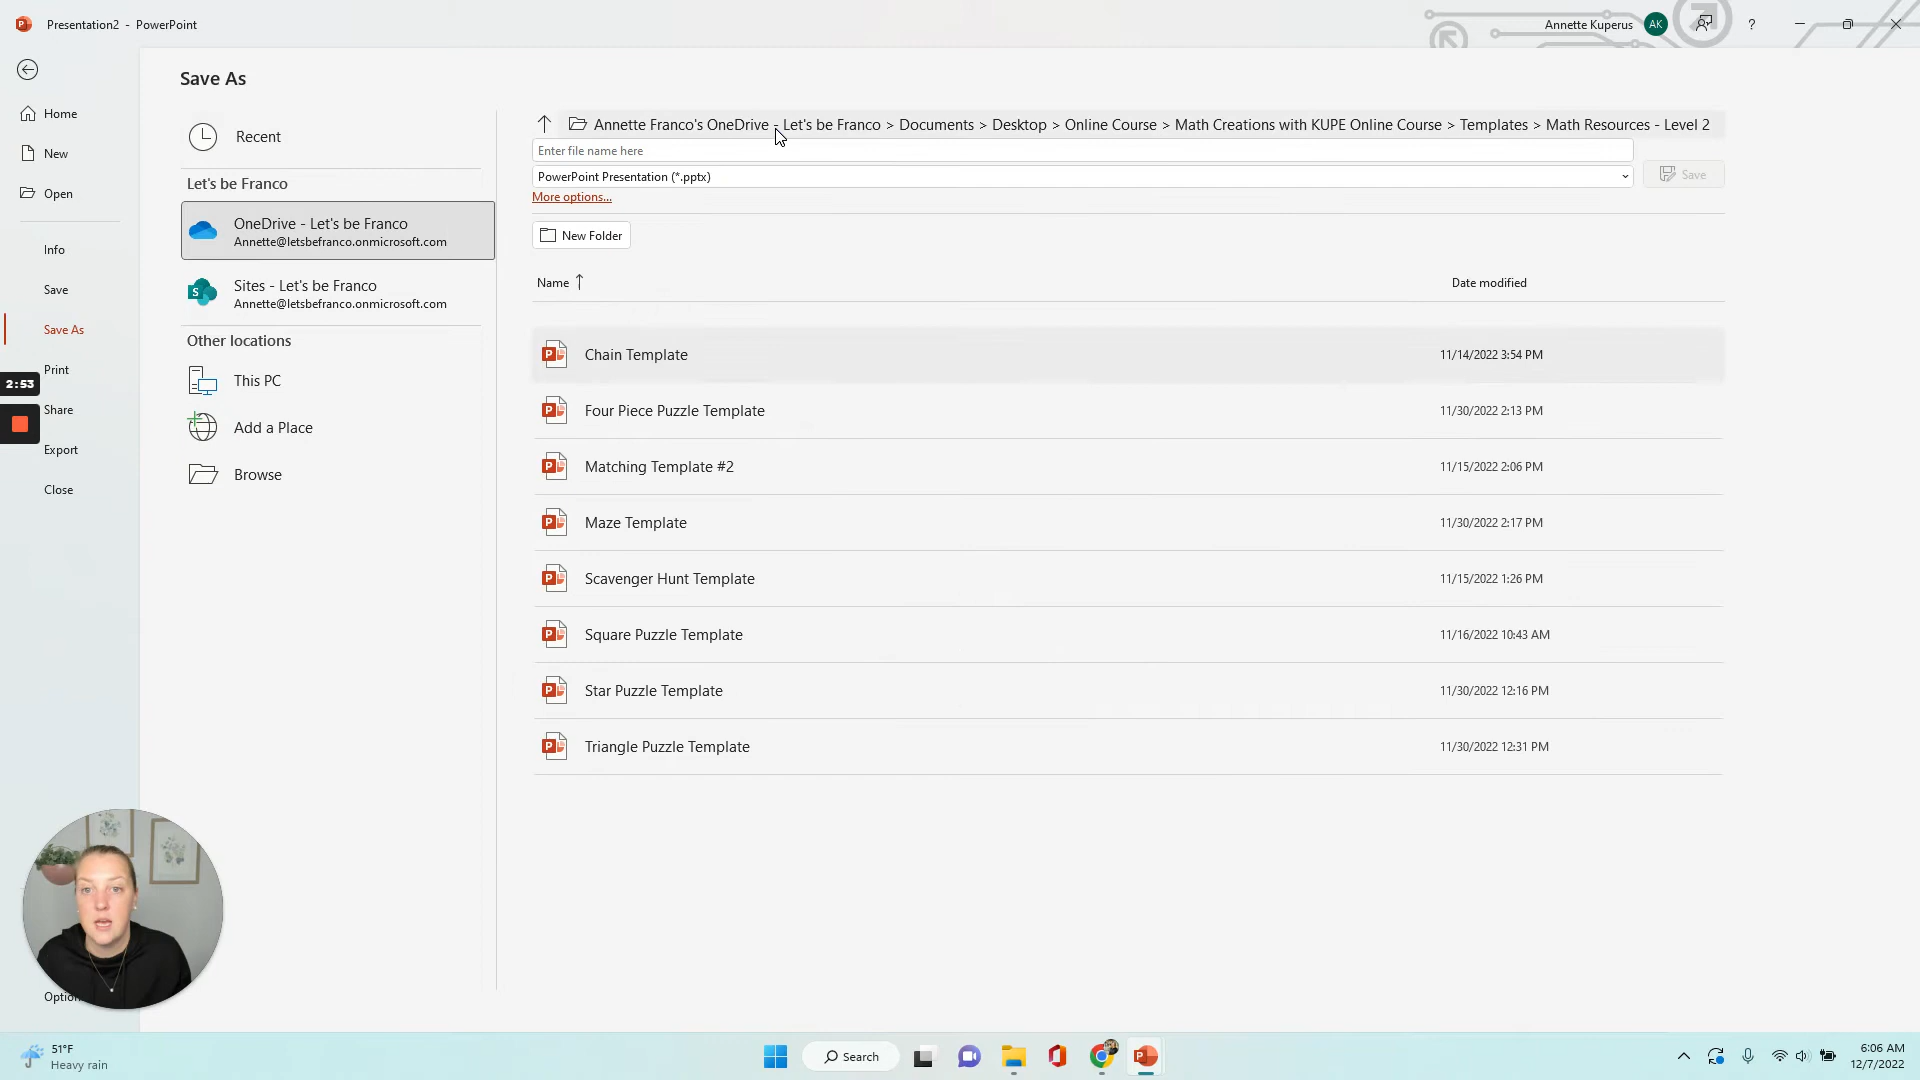 Presentation2 - PowerPoint
Annette Kuperus
AK
?
Save As
Home
New
Open
Info
Save
Save As
Print
2:53
Share
Export
Close
Recent
Let's be Franco
OneDrive - Let's be Franco
Annette@letsbefranco.onmicrosoft.com
Sites - Let's be Franco
Annette@letsbefranco.onmicrosoft.com
Other locations
This PC
Add a Place
Browse
Annette Franco's OneDrive - Let's be Franco > Documents > Desktop > Online Course > Math Creations with KUPE Online Course > Templates > Math Resources - Level 2
Enter file name here
PowerPoint Presentation (*.pptx)
Save
More options...
New Folder
Name Date modified
Chain Template 11/14/2022 3:54 PM
Four Piece Puzzle Template 11/30/2022 2:13 PM
Matching Template #2 11/15/2022 2:06 PM
Maze Template 11/30/2022 2:17 PM
Scavenger Hunt Template 11/15/2022 1:26 PM
Square Puzzle Template 11/16/2022 10:43 AM
Star Puzzle Template 11/30/2022 12:16 PM
Triangle Puzzle Template 11/30/2022 12:31 PM
51°F
Heavy rain
Search
6:06 AM
12/7/2022